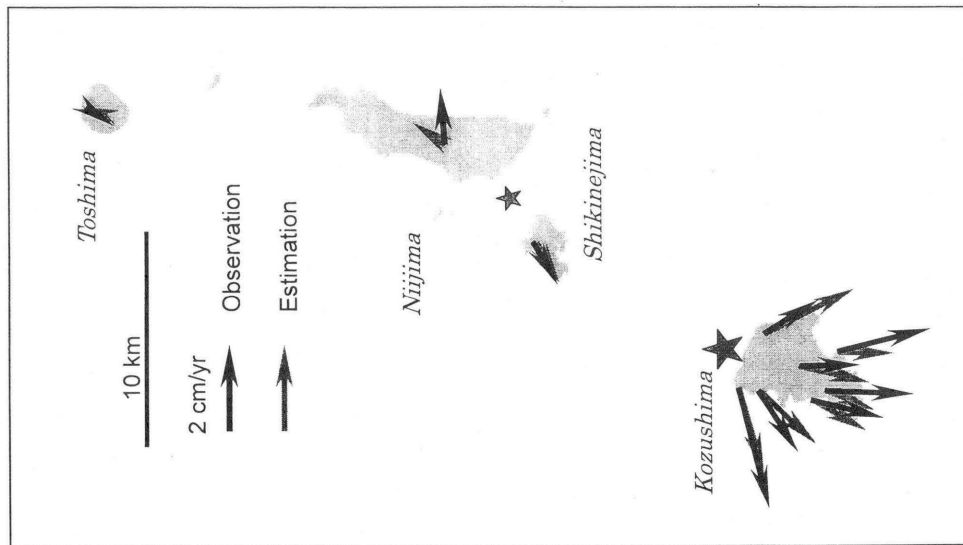 Toshima
10 km
2 cm/yr
Observation
Estimation
Niijima
Shikinejima
Kozushima